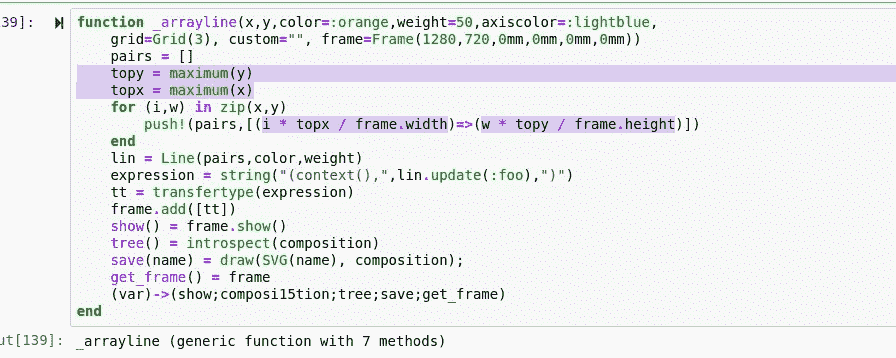 39]: function _arrayline(x,y,color=:orange,weight=50,axiscolor=:lightblue,
    grid=Grid(3), custom="", frame=Frame(1280,720,0mm,0mm,0mm,0mm))
    pairs = []
    topy = maximum(y)
    topx = maximum(x)
    for (i,w) in zip(x,y)
        push!(pairs,[(i * topx / frame.width)=>(w * topy / frame.height)])
    end
    lin = Line(pairs,color,weight)
    expression = string("(context(),",lin.update(:foo),")")
    tt = transfertype(expression)
    frame.add([tt])
    show() = frame.show()
    tree() = introspect(composition)
    save(name) = draw(SVG(name), composition);
    get_frame() = frame
    (var)->(show;composi15tion;tree;save;get_frame)
end
ut[139]: _arrayline (generic function with 7 methods)